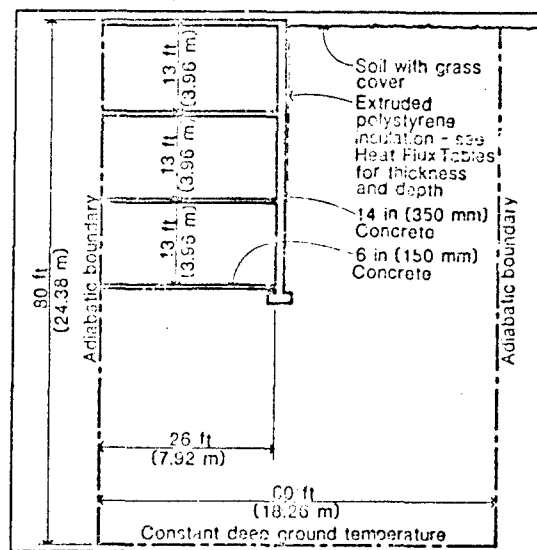 13 ft
(3.96 m)
13 ft
(3.96 m)
13 ft
(3.96 m)
Soil with grass
cover
Extruded
polystyrene
insulation - see
Heat Flux Tables
for thickness
and depth
14 in (350 mm)
Concrete
6 in (150 mm)
Concrete
80 ft
(24.38 m)
Adiabatic boundary
Adiabatic boundary
26 ft
(7.92 m)
60 ft
(18.26 m)
Constant deep ground temperature